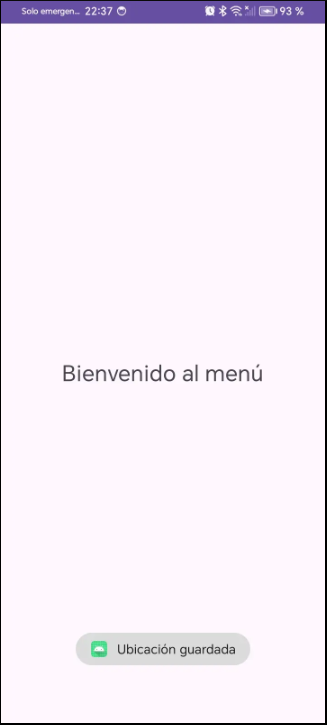 Solo emergen... 22:37 93 %
Bienvenido al menú
Ubicación guardada